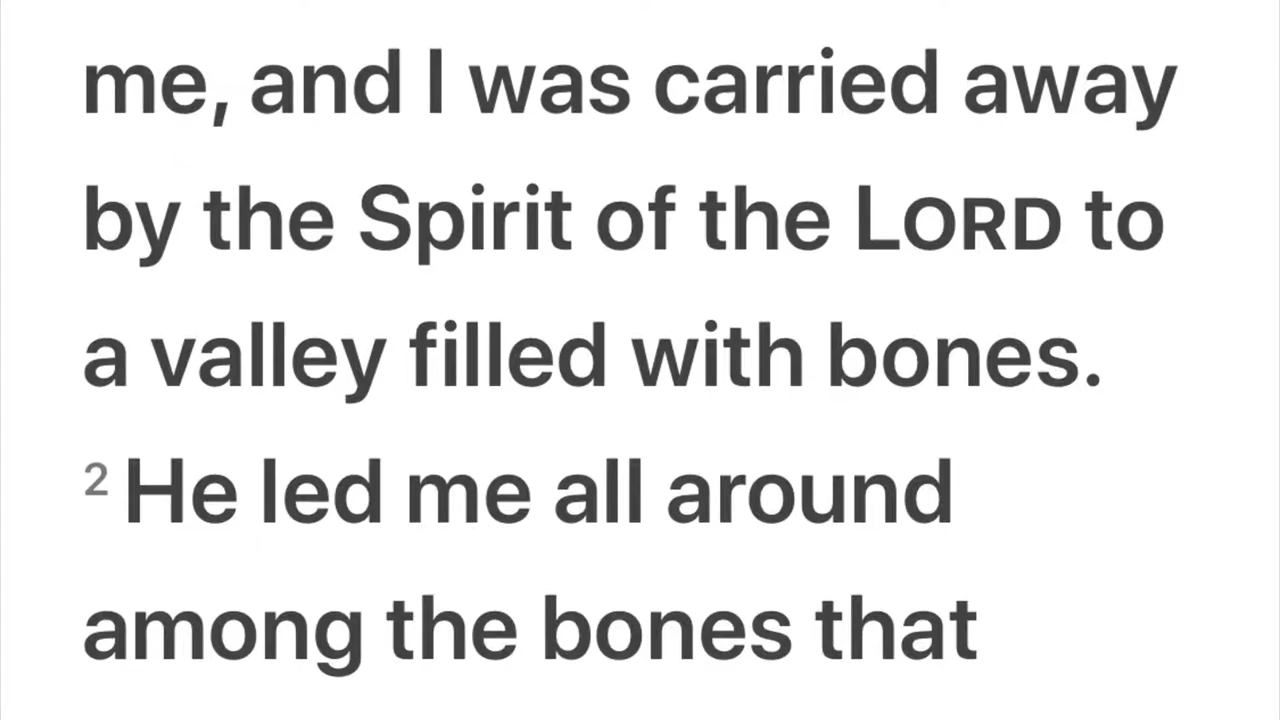 me, and I was carried away
by the Spirit of the LORD to
a valley filled with bones.
2 He led me all around
among the bones that